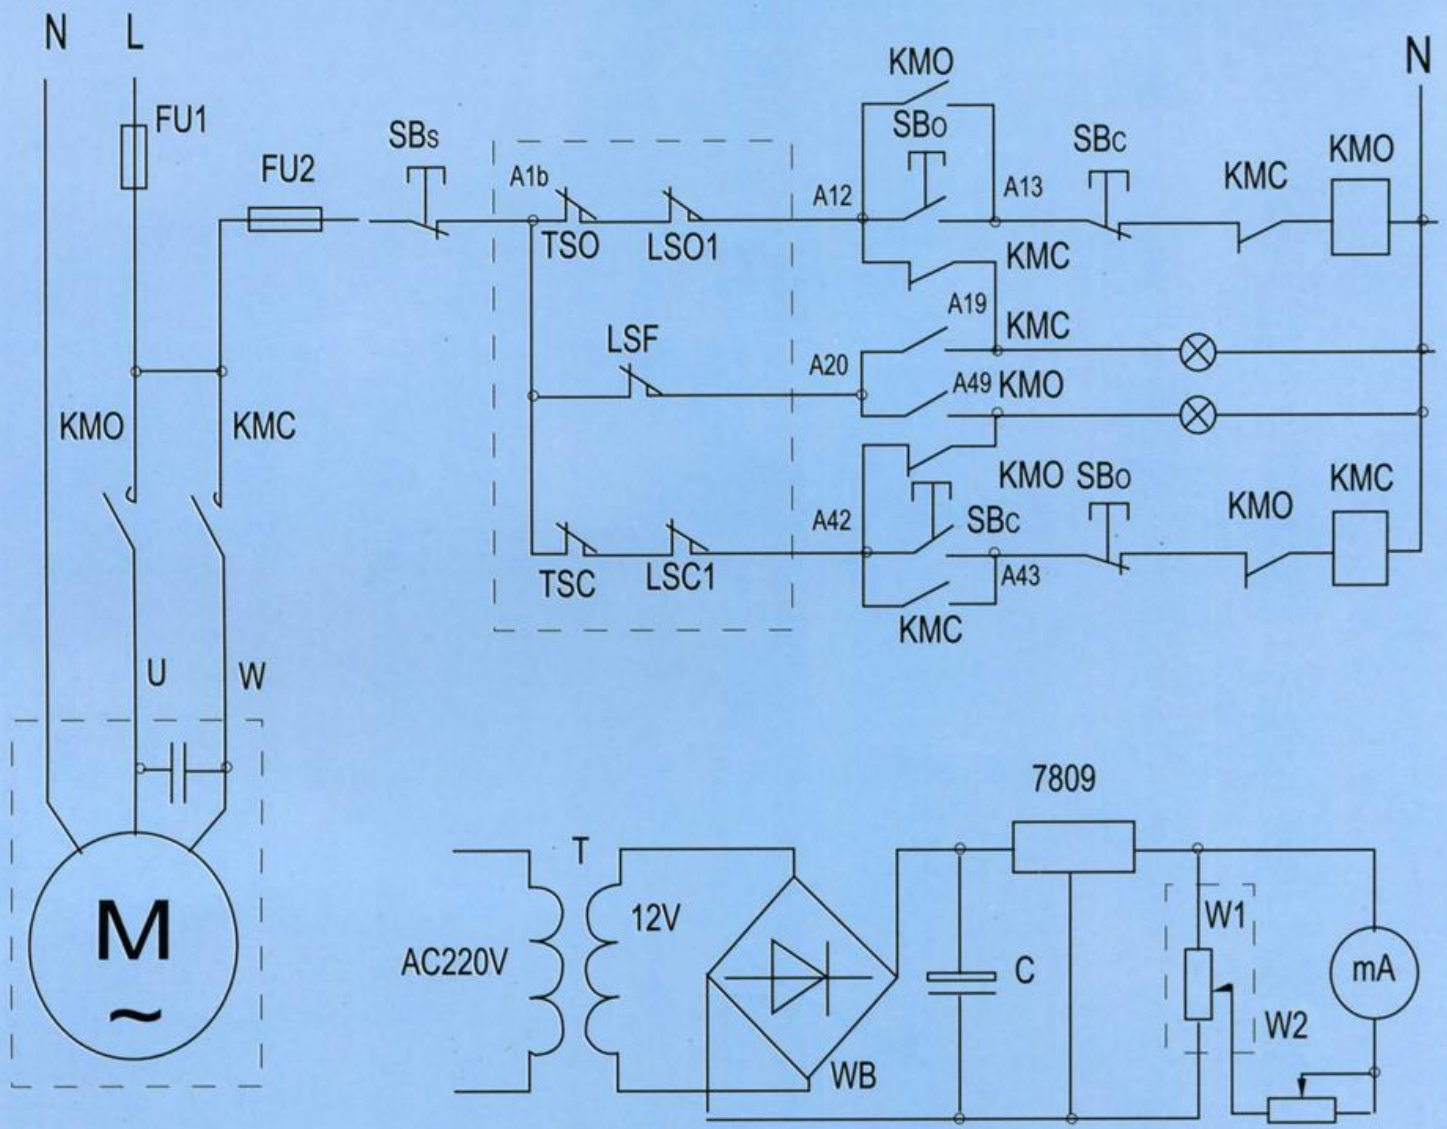 N
L
N
FU1
FU2
SBs
KMO
SBo
SBc
KMC
KMO
A1b
TSO
LSO1
A12
A13
KMC
A19
KMC
LSF
A20
A49
KMO
KMO
KMC
KMO
SBo
KMO
KMC
A42
SBc
TSC
LSC1
A43
KMC
U
W
M
~
7809
T
12V
AC220V
WB
C
W1
mA
W2